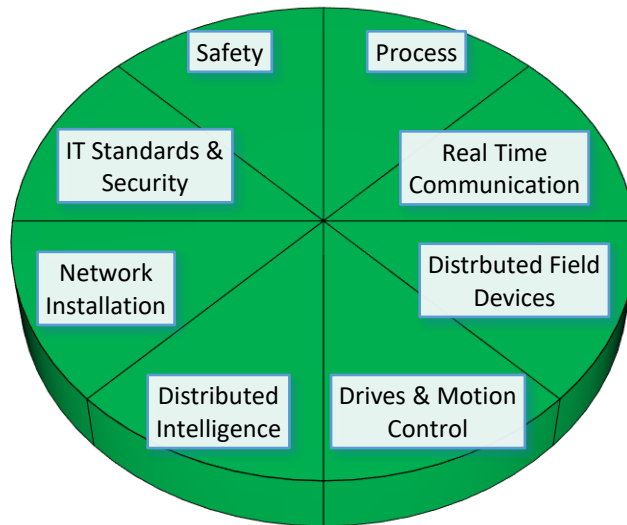 Safety
Process
IT Standards &
Security
Real Time
Communication
Network
Installation
Distrbuted Field
Devices
Distributed
Intelligence
Drives & Motion
Control